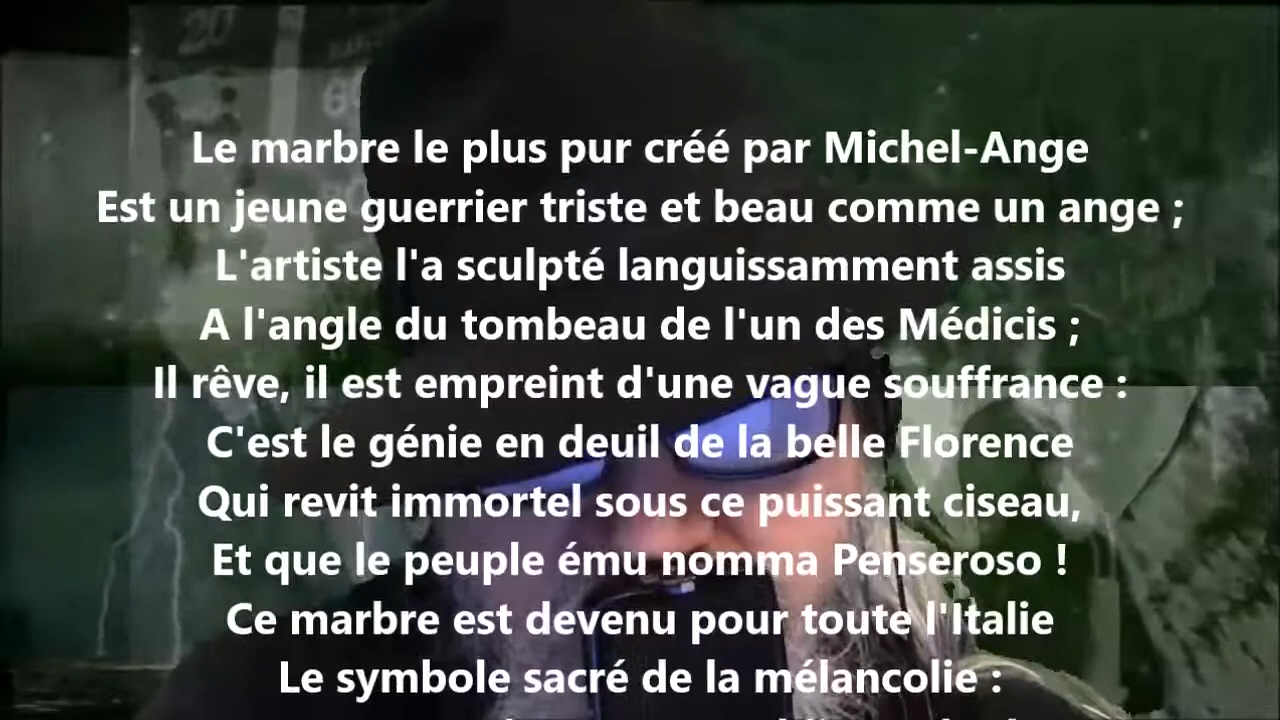 20
Le marbre le plus pur créé par Michel-Ange
Est un jeune guerrier triste et beau comme un ange ;
L'artiste l'a sculpté languissamment assis
A l'angle du tombeau de l'un des Médicis ;
Il rêve, il est empreint d'une vague souffrance :
C'est le génie en deuil de la belle Florence
Qui revit immortel sous ce puissant ciseau,
Et que le peuple ému nomma Penseroso !
Ce marbre est devenu pour toute l'Italie
Le symbole sacré de la mélancolie :